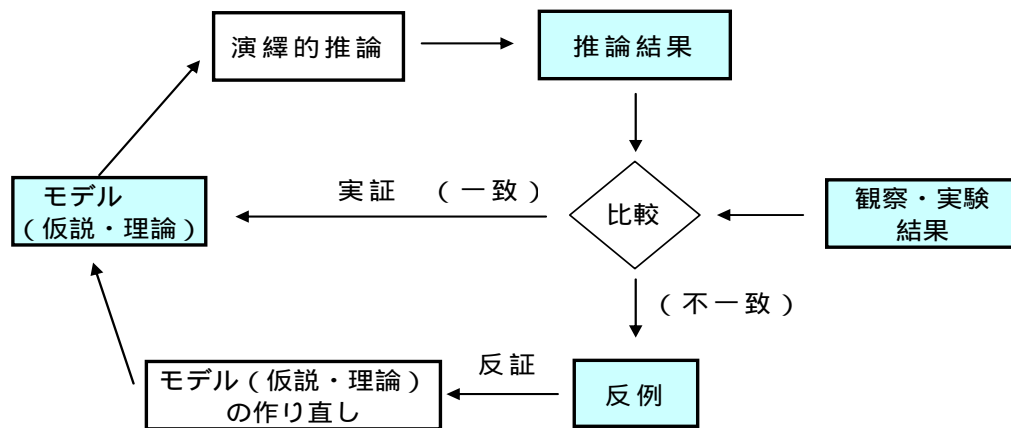 演繹的推論
推論結果
モデル
（仮説・理論）
実証　（一致）
比較
観察・実験
結果
（不一致）
モデル（仮説・理論）
の作り直し
反証
反例